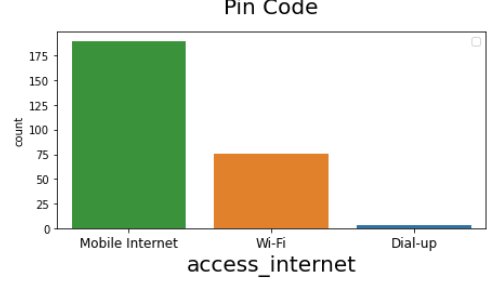 Pin Code
175
150
125
100
75
50
25
0
count
Mobile Internet Wi-Fi Dial-up
access_internet